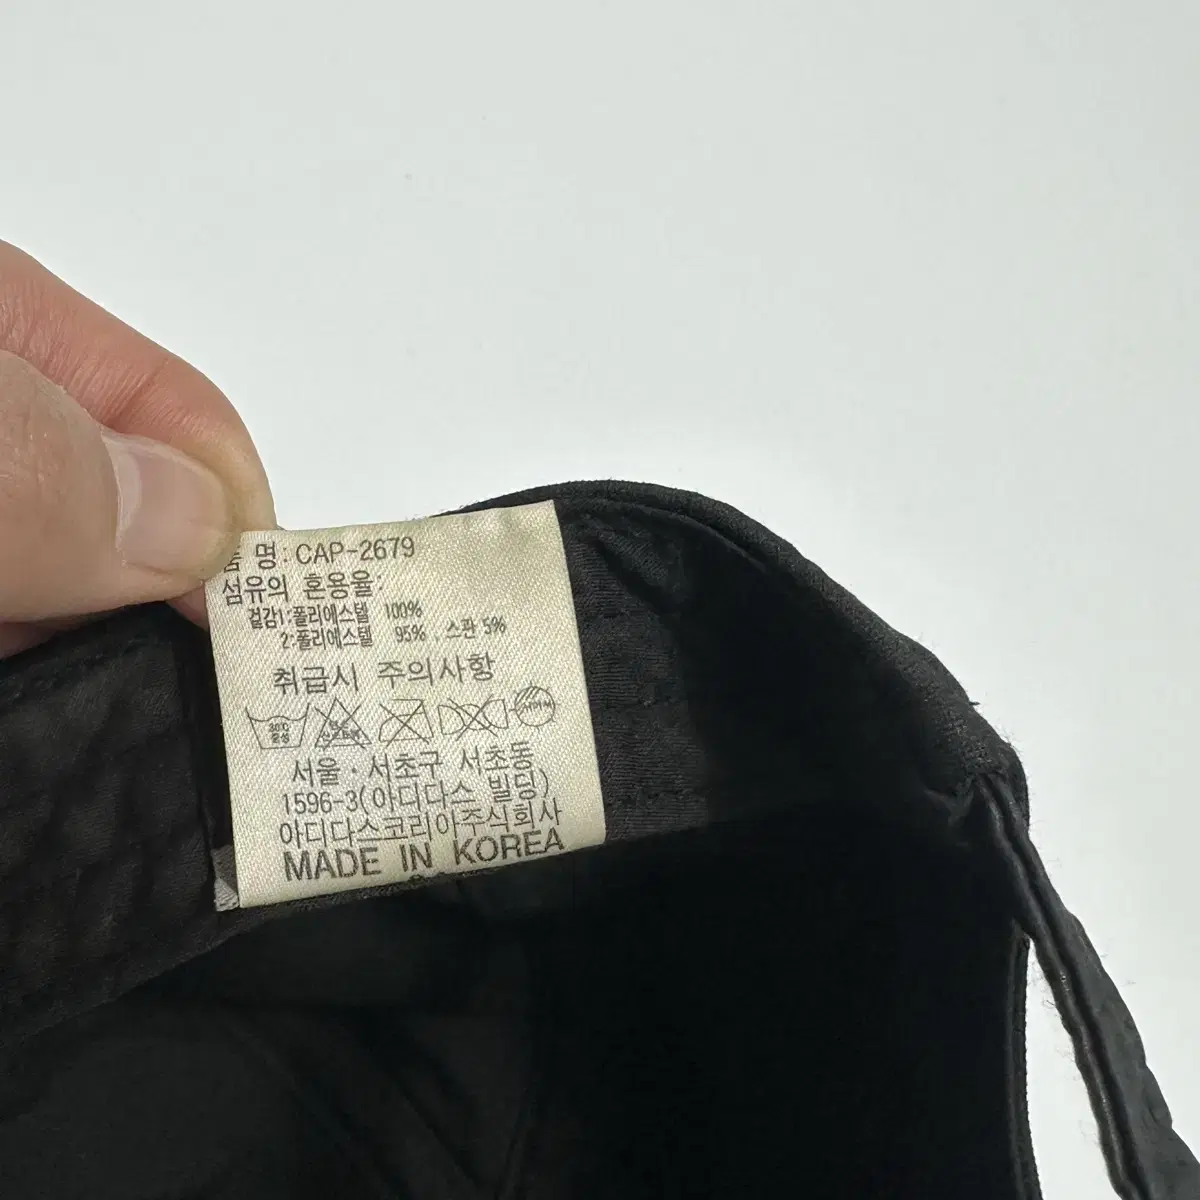 품 명: CAP-2679
섬유의 혼용율:
겉감1:폴리에스텔 100%
2:폴리에스텔 95% , 스판 5%
취급시 주의사항
서울 · 서초구 서초동
1596-3(아디다스 빌딩)
아디다스코리아주식회사
MADE IN KOREA